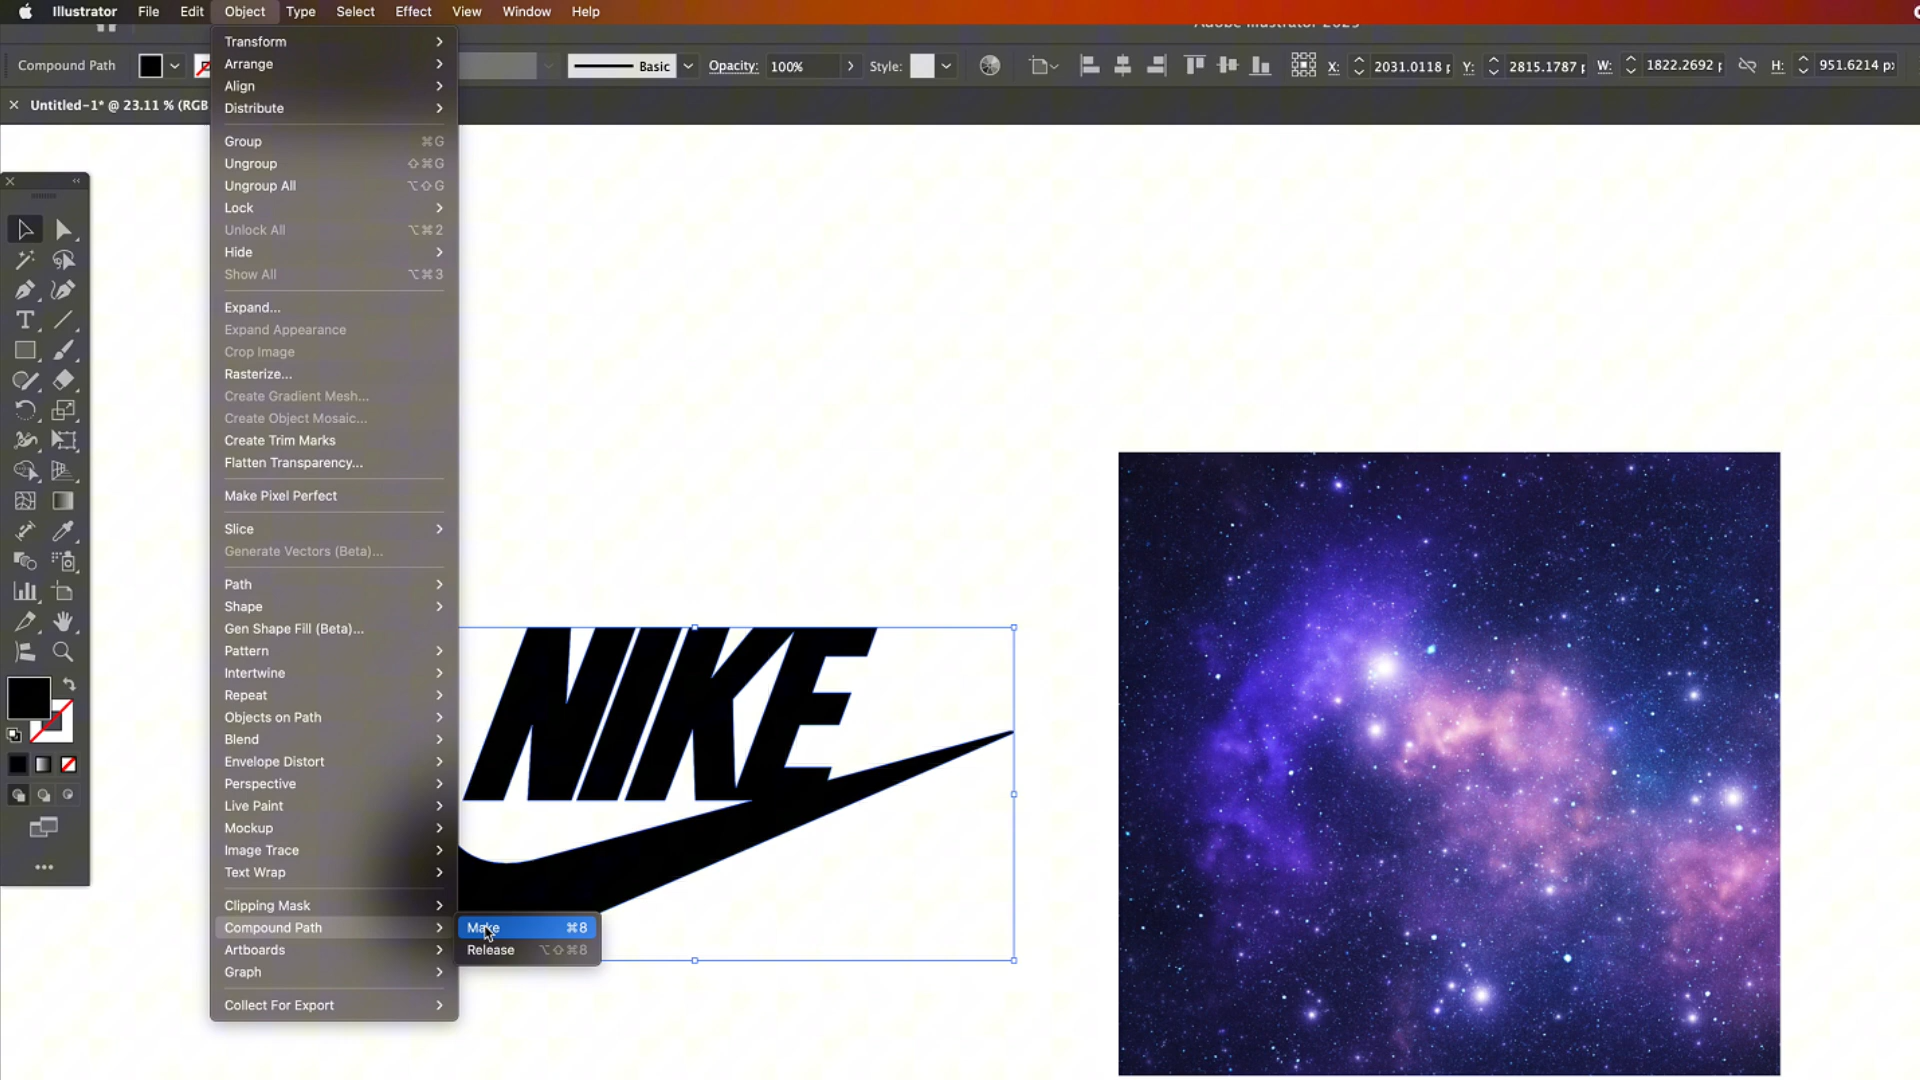 Illustrator File Edit Object Type Select Effect View Window Help
Compound Path Basic Opacity: 100% Style: X: 2031.0118 Y: 2815.1787 W: 1822.2692 H: 951.6214 px
Untitled-1* @ 23.11 % (RGB
Transform
Arrange
Align
Distribute
Group ⌘G
Ungroup ⇧⌘G
Ungroup All ⌥⇧G
Lock
Unlock All ⌥⌘2
Hide
Show All ⌥⌘3
Expand...
Expand Appearance
Crop Image
Rasterize...
Create Gradient Mesh...
Create Object Mosaic...
Create Trim Marks
Flatten Transparency...
Make Pixel Perfect
Slice
Generate Vectors (Beta)...
Path
Shape
Gen Shape Fill (Beta)...
Pattern
Intertwine
Repeat
Objects on Path
Blend
Envelope Distort
Perspective
Live Paint
Mockup
Image Trace
Text Wrap
Clipping Mask
Compound Path
Artboards
Graph
Collect For Export
Make ⌘8
Release ⌥⇧⌘8
NIKE